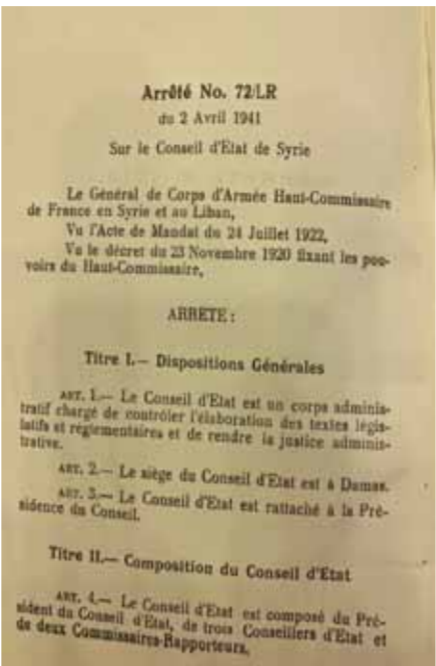 Arrêté No. 72/LR
du 2 Avril 1941
Sur le Conseil d'Etat de Syrie
Le Général de Corps d'Armée Haut-Commissaire
de France en Syrie et au Liban,
Vu l'Acte de Mandat du 24 Juillet 1922,
Vu le décret du 23 Novembre 1920 fixant les pou-
voirs du Haut-Commissaire,
ARRETE :
Titre I.— Dispositions Générales
ART. 1.— Le Conseil d'Etat est un corps adminis-
tratif chargé de contrôler l'élaboration des textes légis-
latifs et réglementaires et de rendre la justice adminis-
trative.
ART. 2.— Le siège du Conseil d'Etat est à Damas.
ART. 3.— Le Conseil d'Etat est rattaché à la Pré-
sidence du Conseil.
Titre II.— Composition du Conseil d'Etat
ART. 4.— Le Conseil d'Etat est composé du Pré-
sident du Conseil d'Etat, de trois Conseillers d'Etat et
de deux Commissaires-Rapporteurs.